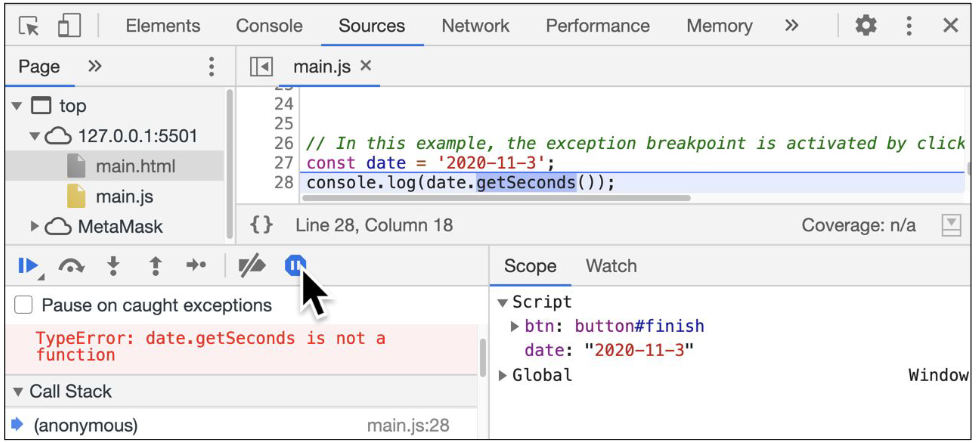 Elements Console Sources Network Performance Memory »
Page »
main.js ×
top
127.0.0.1:5501
main.html
main.js
MetaMask
24
25
26 // In this example, the exception breakpoint is activated by click
27 const date = '2020-11-3';
28 console.log(date.getSeconds());
{} Line 28, Column 18 Coverage: n/a
Pause on caught exceptions
TypeError: date.getSeconds is not a
function
Call Stack
(anonymous) main.js:28
Scope Watch
Script
btn: button#finish
date: "2020-11-3"
Global Window